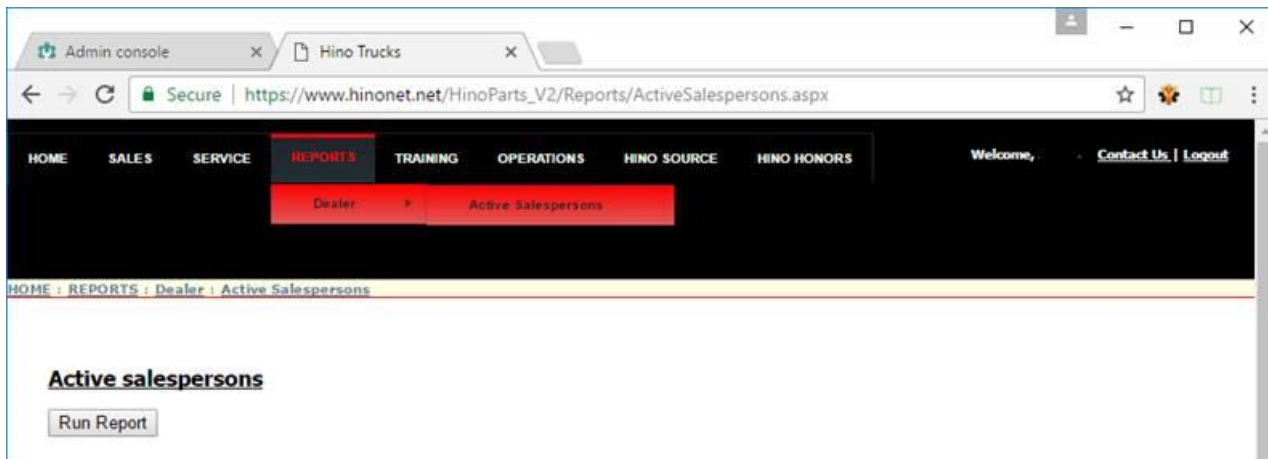 Admin console
Hino Trucks
Secure | https://www.hinonet.net/HinoParts_V2/Reports/ActiveSalespersons.aspx
HOME SALES SERVICE REPORTS TRAINING OPERATIONS HINO SOURCE HINO HONORS Welcome, Contact Us | Logout
Dealer Active Salespersons
HOME : REPORTS : Dealer : Active Salespersons
Active salespersons
Run Report